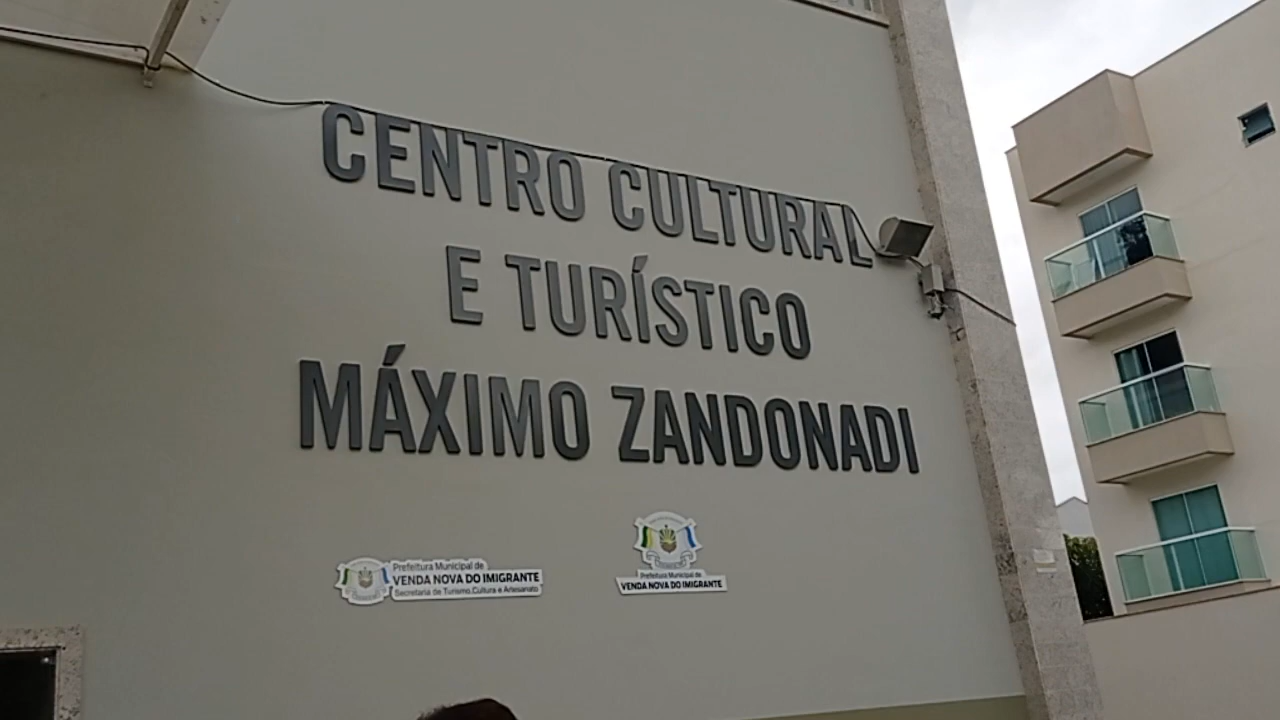 CENTRO CULTURAL
E TURÍSTICO
MÁXIMO ZANDONADI
Prefeitura Municipal de
VENDA NOVA DO IMIGRANTE
Secretaria de Turismo, Cultura e Artesanato
Prefeitura Municipal de
VENDA NOVA DO IMIGRANTE